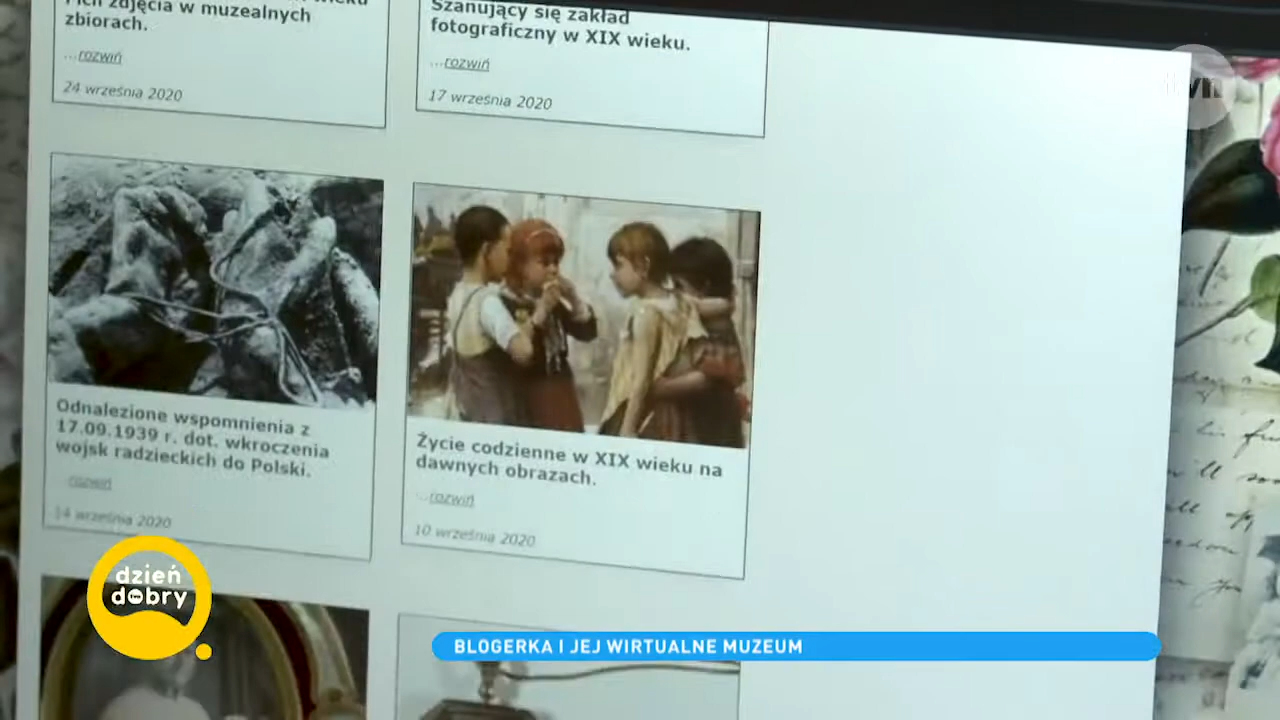 zdjęcia w muzealnych
zbiorach.
...rozwiń
24 września 2020
Szanujący się zakład
fotograficzny w XIX wieku.
...rozwiń
17 września 2020
tvn
Odnalezione wspomnienia z
17.09.1939 r. dot. wkroczenia
wojsk radzieckich do Polski.
rozwiń
14 września 2020
Życie codzienne w XIX wieku na
dawnych obrazach.
...rozwiń
10 września 2020
dzień
dobry
BLOGERKA I JEJ WIRTUALNE MUZEUM